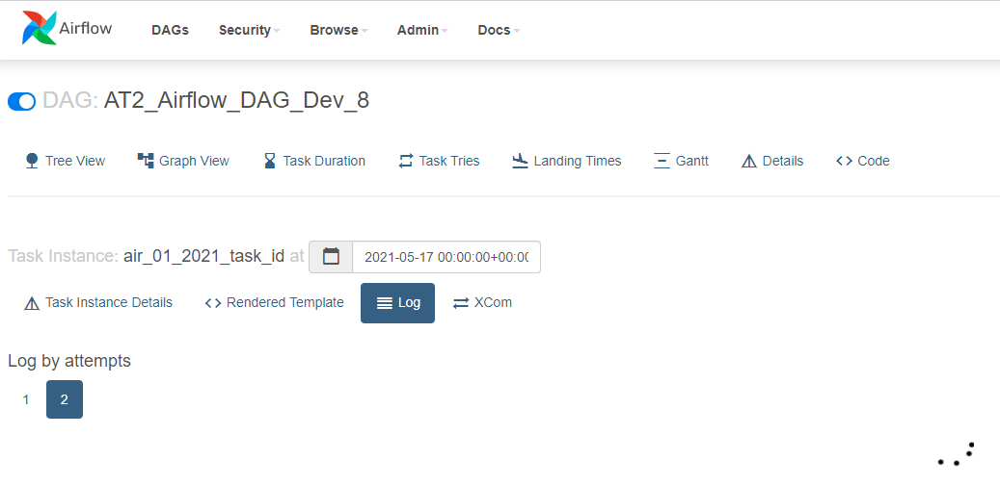 Airflow DAGs Security Browse Admin Docs
DAG: AT2_Airflow_DAG_Dev_8
Tree View Graph View Task Duration Task Tries Landing Times Gantt Details <> Code
Task Instance: air_01_2021_task_id at 2021-05-17 00:00:00+00:00
Task Instance Details <> Rendered Template Log XCom
Log by attempts
1 2